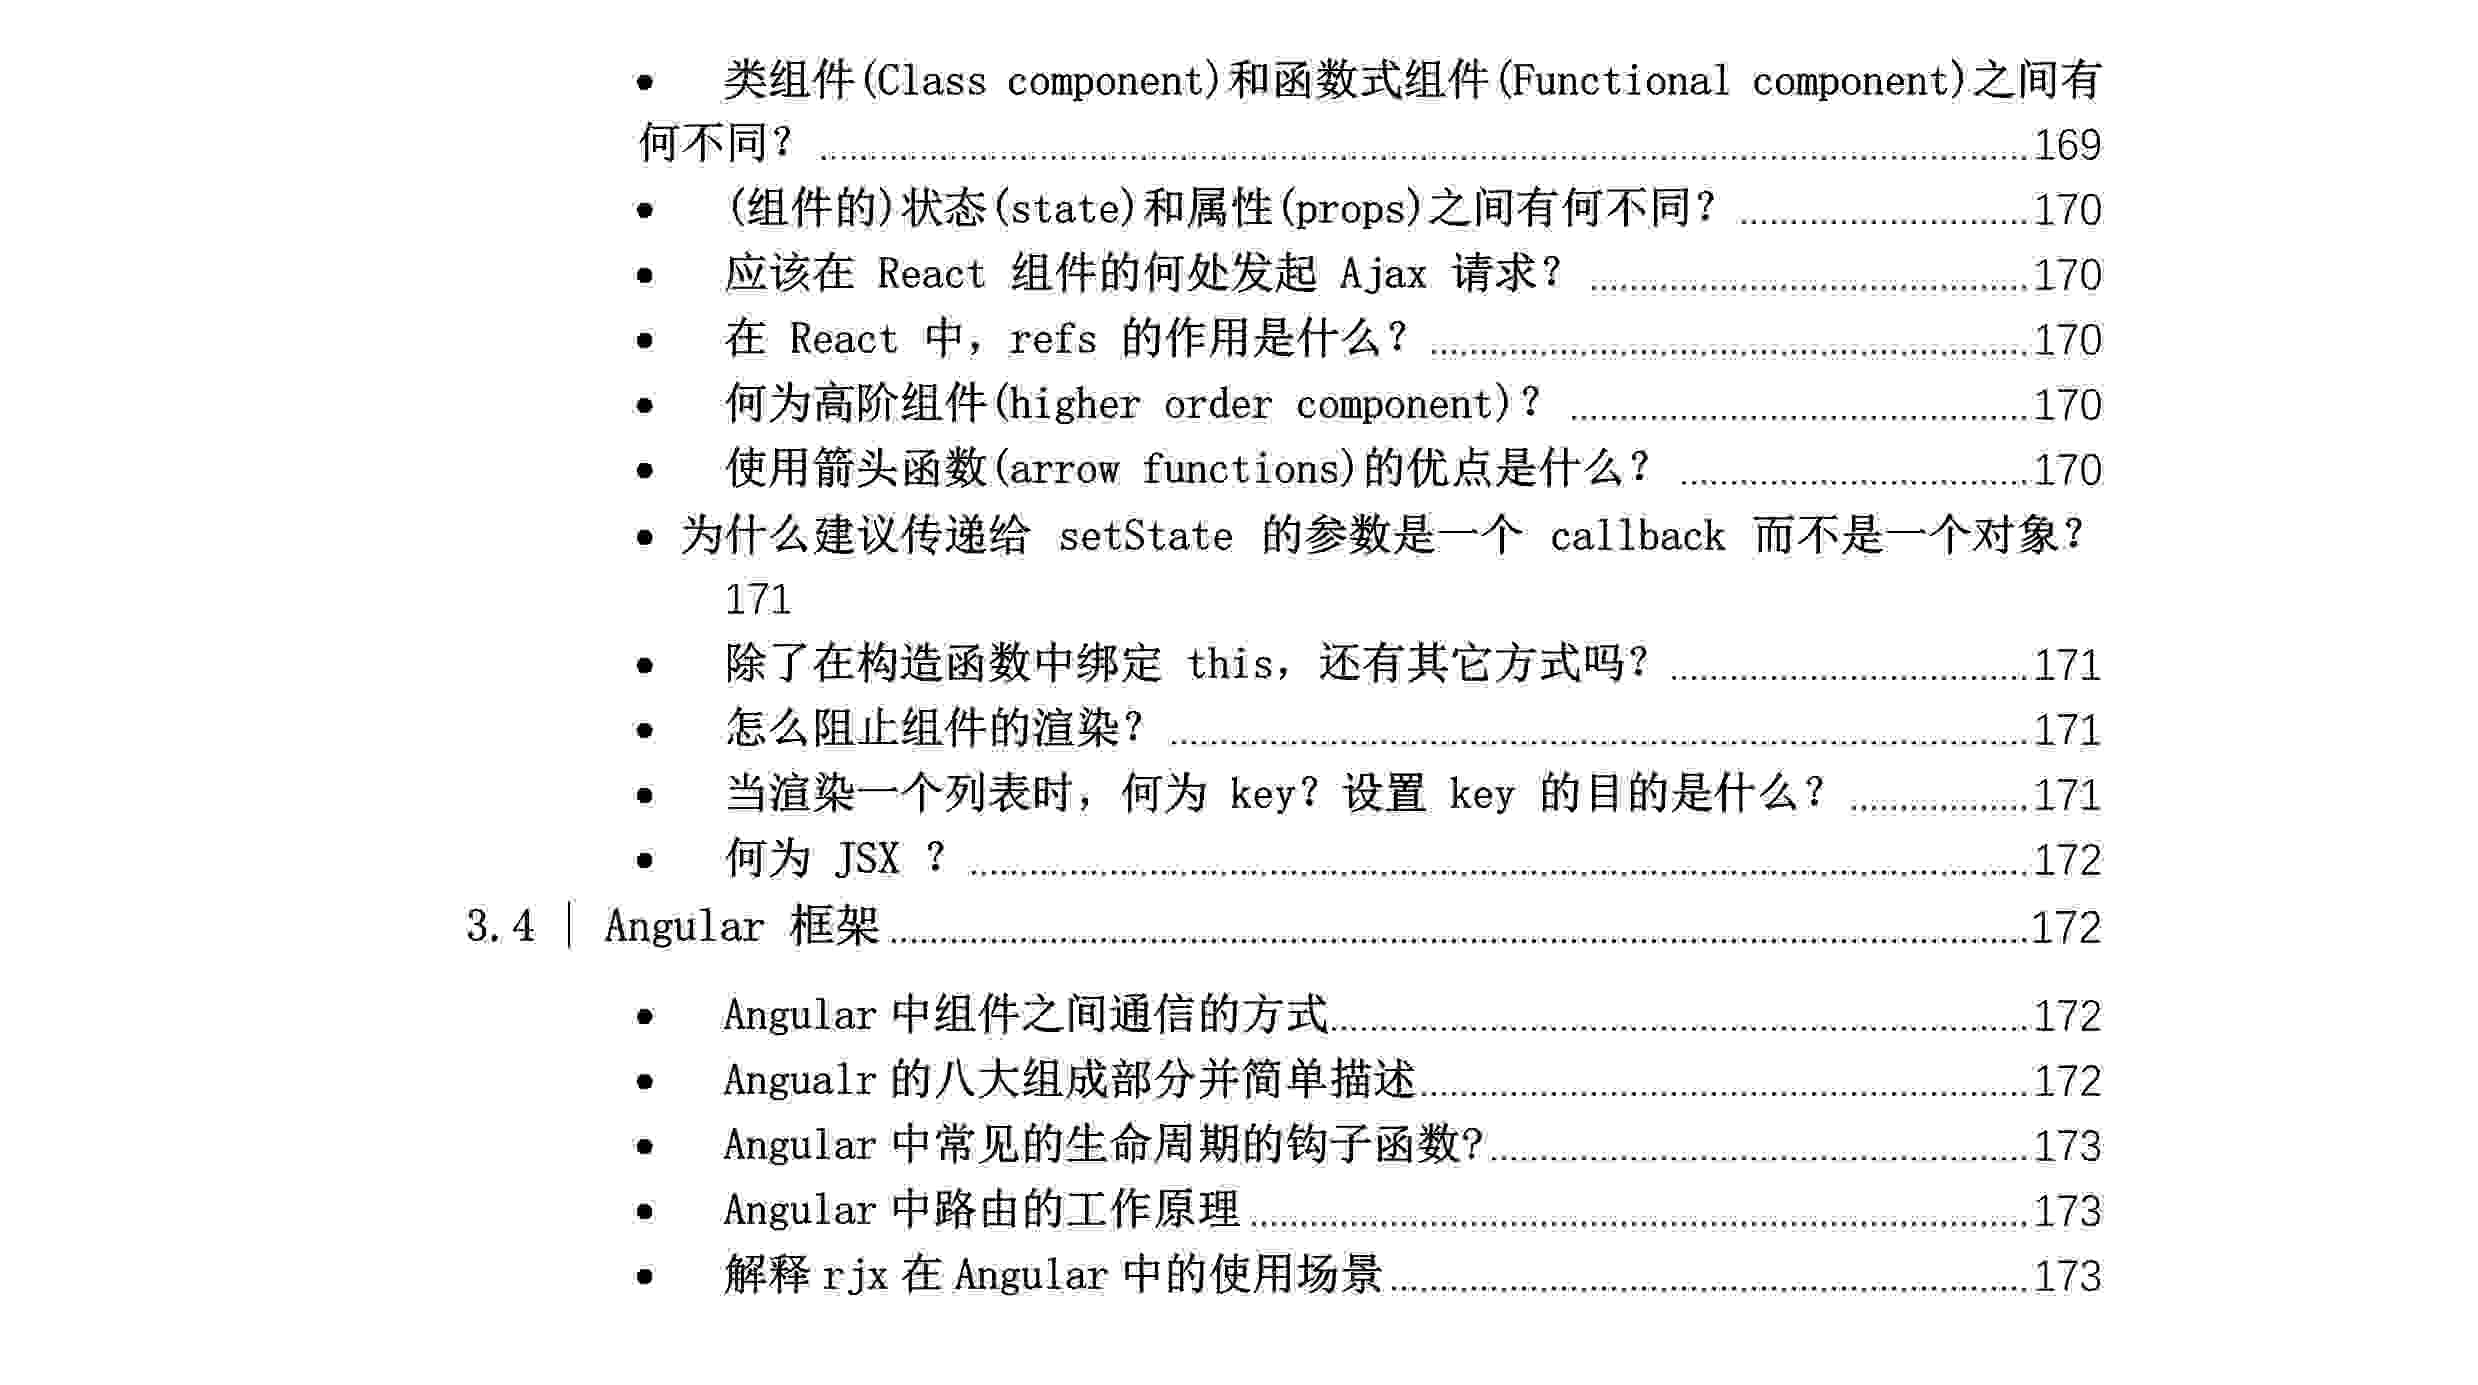 ● 类组件(Class component)和函数式组件(Functional component)之间有
何不同？ ........ 169
● (组件的)状态(state)和属性(props)之间有何不同？ ........ 170
● 应该在 React 组件的何处发起 Ajax 请求？ ........ 170
● 在 React 中，refs 的作用是什么？ ........ 170
● 何为高阶组件(higher order component)？ ........ 170
● 使用箭头函数(arrow functions)的优点是什么？ ........ 170
● 为什么建议传递给 setState 的参数是一个 callback 而不是一个对象？
171
● 除了在构造函数中绑定 this，还有其它方式吗？ ........ 171
● 怎么阻止组件的渲染？ ........ 171
● 当渲染一个列表时，何为 key？设置 key 的目的是什么？ ........ 171
● 何为 JSX ？ ........ 172
3.4 | Angular 框架 ........ 172
● Angular 中组件之间通信的方式 ........ 172
● Angualr 的八大组成部分并简单描述 ........ 172
● Angular 中常见的生命周期的钩子函数? ........ 173
● Angular 中路由的工作原理 ........ 173
● 解释 rjx 在 Angular 中的使用场景 ........ 173